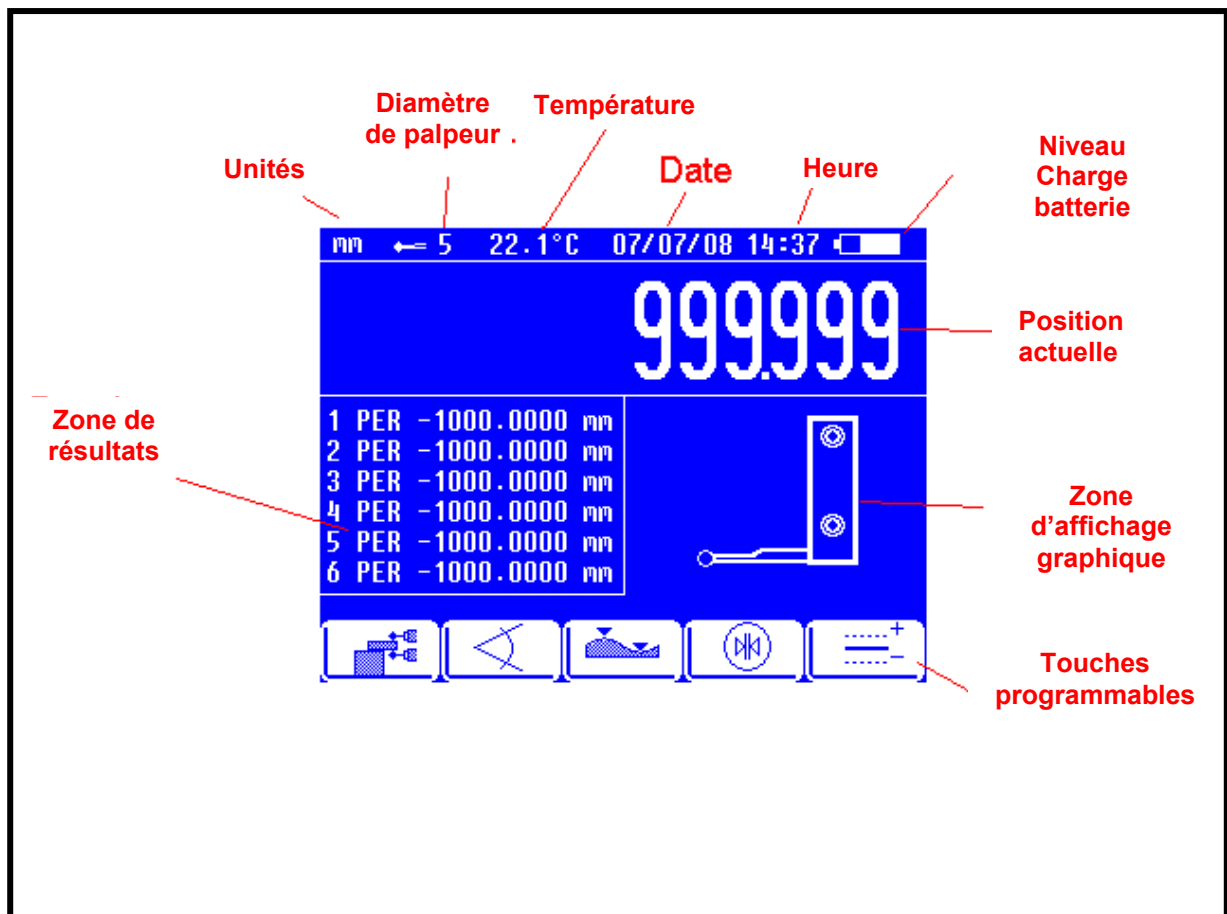 Diamètre
de palpeur .
Température
Unités
Date
Heure
Niveau
Charge
batterie
mm 5 22.1°C 07/07/08 14:37
999.999
Position
actuelle
Zone de
résultats
1 PER -1000.0000 mm
2 PER -1000.0000 mm
3 PER -1000.0000 mm
4 PER -1000.0000 mm
5 PER -1000.0000 mm
6 PER -1000.0000 mm
Zone
d'affichage
graphique
+
-
Touches
programmables